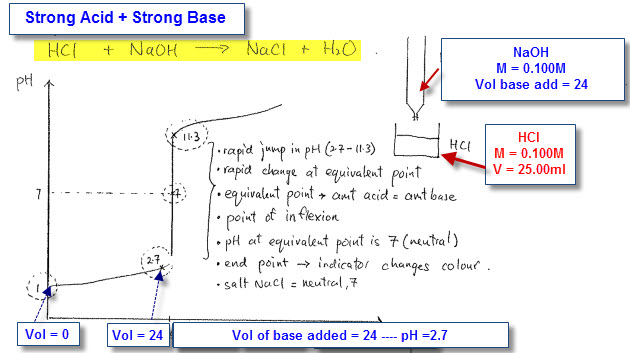 Strong Acid + Strong Base
HCl + NaOH → NaCl + H₂O.
pH
NaOH
M = 0.100M
Vol base add = 24
HCl
HCl
M = 0.100M
V = 25.00ml
11.3
7
7
2.7
1
• rapid jump in pH (2.7 - 11.3)
• rapid change at equivalent point
• equivalent point → amt acid = amt base
• point of inflexion
• pH at equivalent point is 7 (neutral)
• end point → indicator changes colour.
• salt NaCl = neutral, 7
Vol = 0
Vol = 24
Vol of base added = 24 ---- pH =2.7